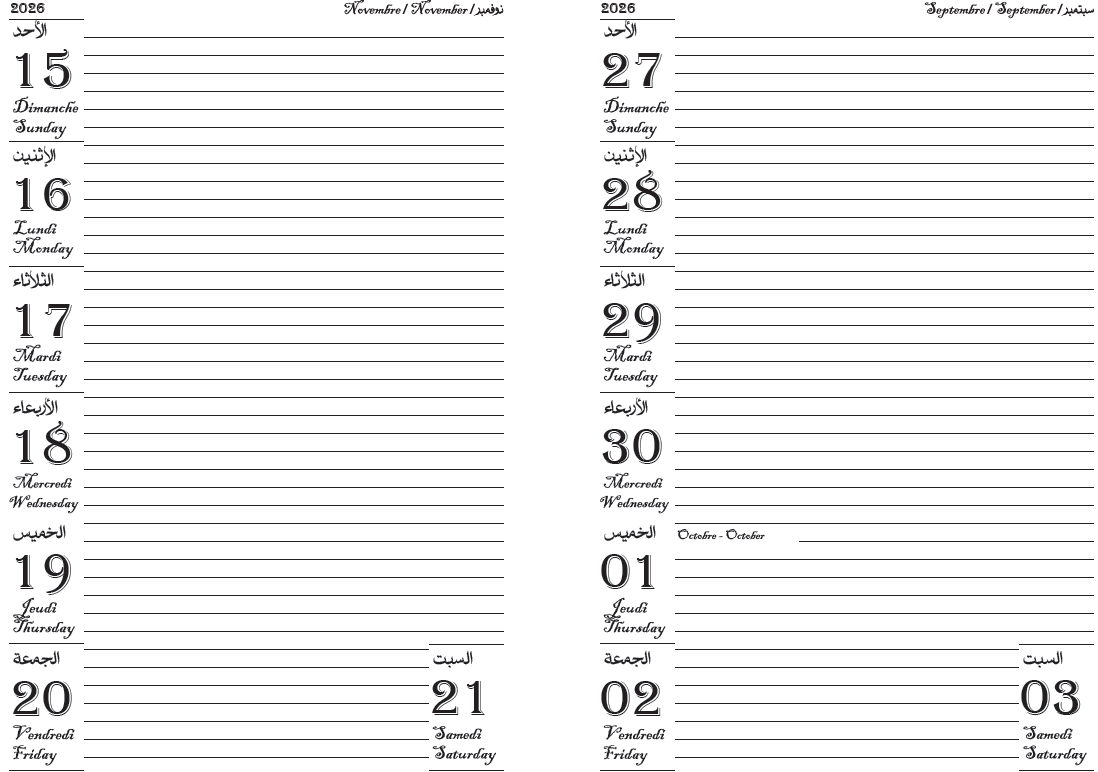 2026 Novembre / November / نوفمبر
الأحد
15
Dimanche
Sunday
الإثنين
16
Lundi
Monday
الثلاثاء
17
Mardi
Tuesday
الأربعاء
18
Mercredi
Wednesday
الخميس
19
Jeudi
Thursday
الجمعة
20
Vendredi
Friday
السبت
21
Samedi
Saturday
2026 Septembre / September / سبتمبر
الأحد
27
Dimanche
Sunday
الإثنين
28
Lundi
Monday
الثلاثاء
29
Mardi
Tuesday
الأربعاء
30
Mercredi
Wednesday
الخميس
Octobre - October
01
Jeudi
Thursday
الجمعة
02
Vendredi
Friday
السبت
03
Samedi
Saturday